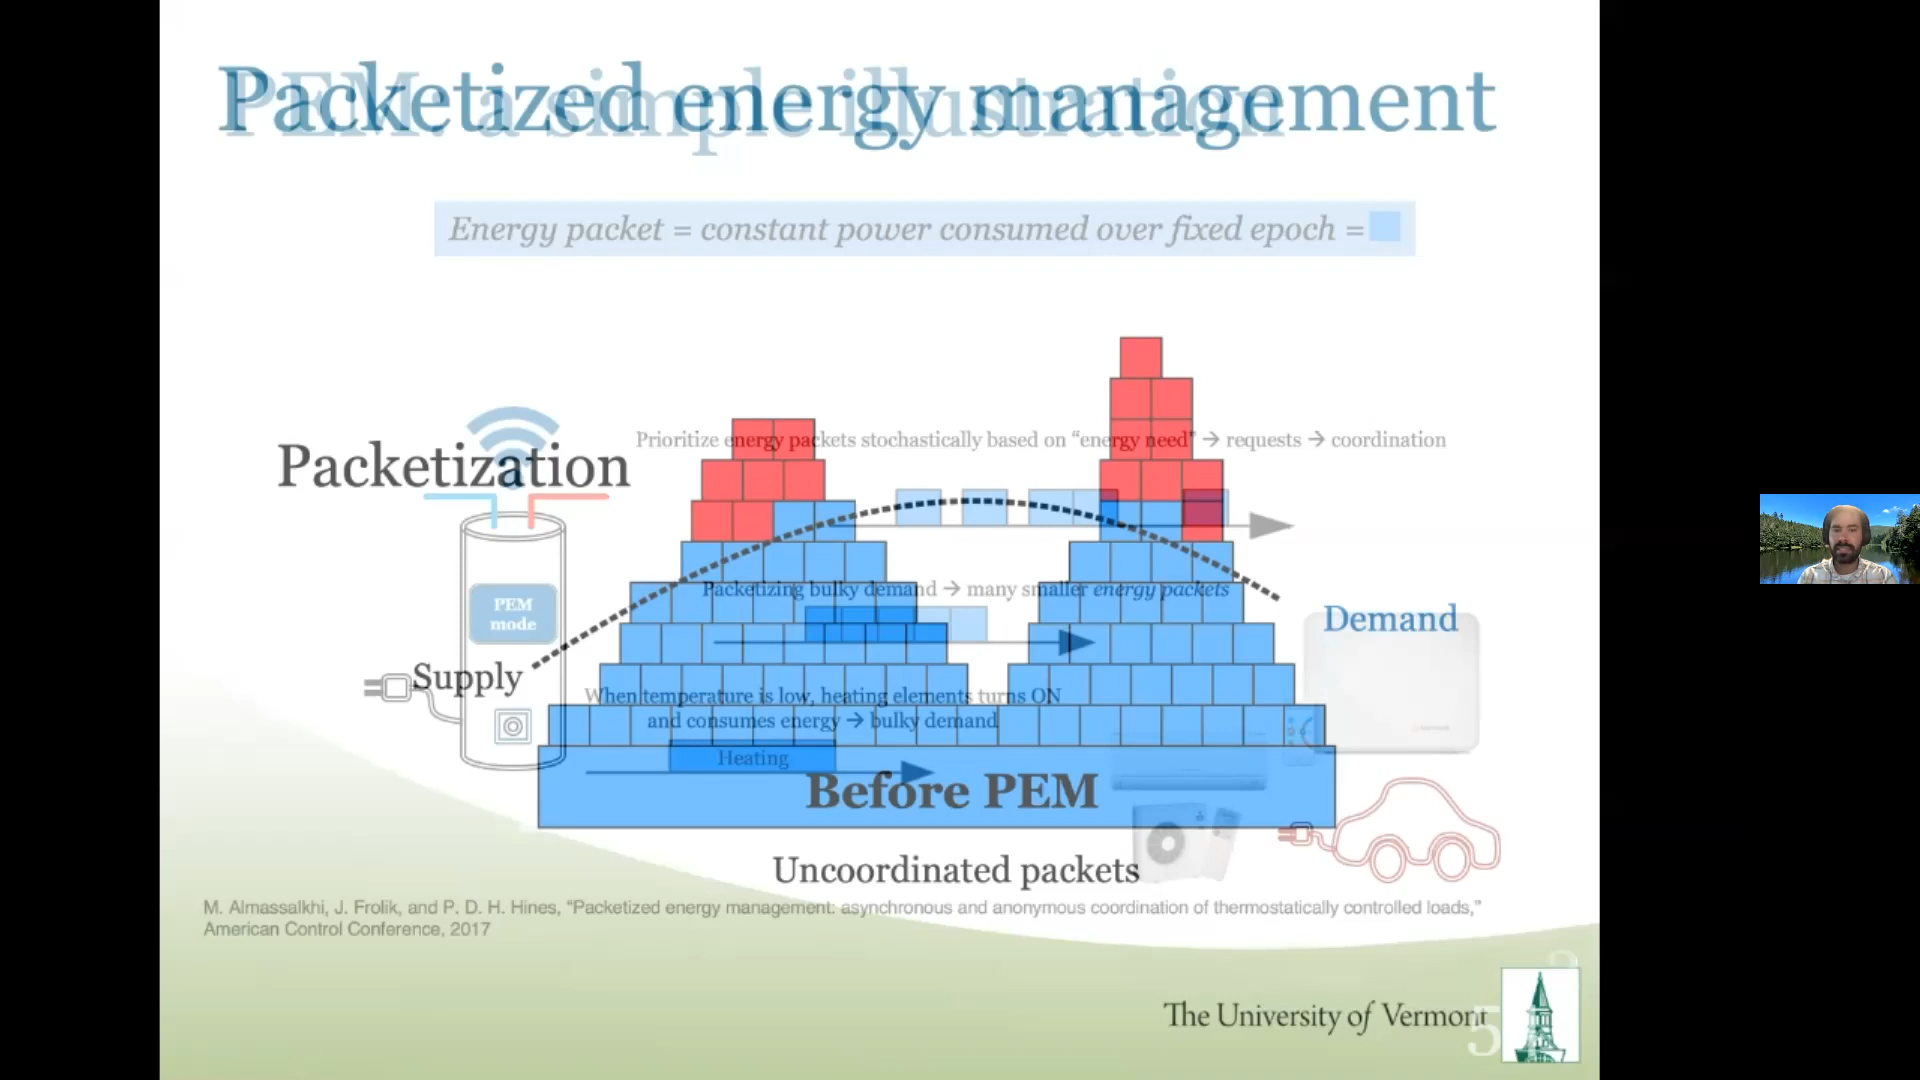 Packetized energy management
PEM: a simple illustration
Energy packet = constant power consumed over fixed epoch =
Prioritize energy packets stochastically based on “energy need” → requests → coordination
Packetization
Packetizing bulky demand → many smaller energy packets
PEM
mode
Demand
Supply
When temperature is low, heating elements turns ON
and consumes energy → bulky demand
Heating
Before PEM
Uncoordinated packets
M. Almassalkhi, J. Frolik, and P. D. H. Hines, “Packetized energy management: asynchronous and anonymous coordination of thermostatically controlled loads,”
American Control Conference, 2017
The University of Vermont
5